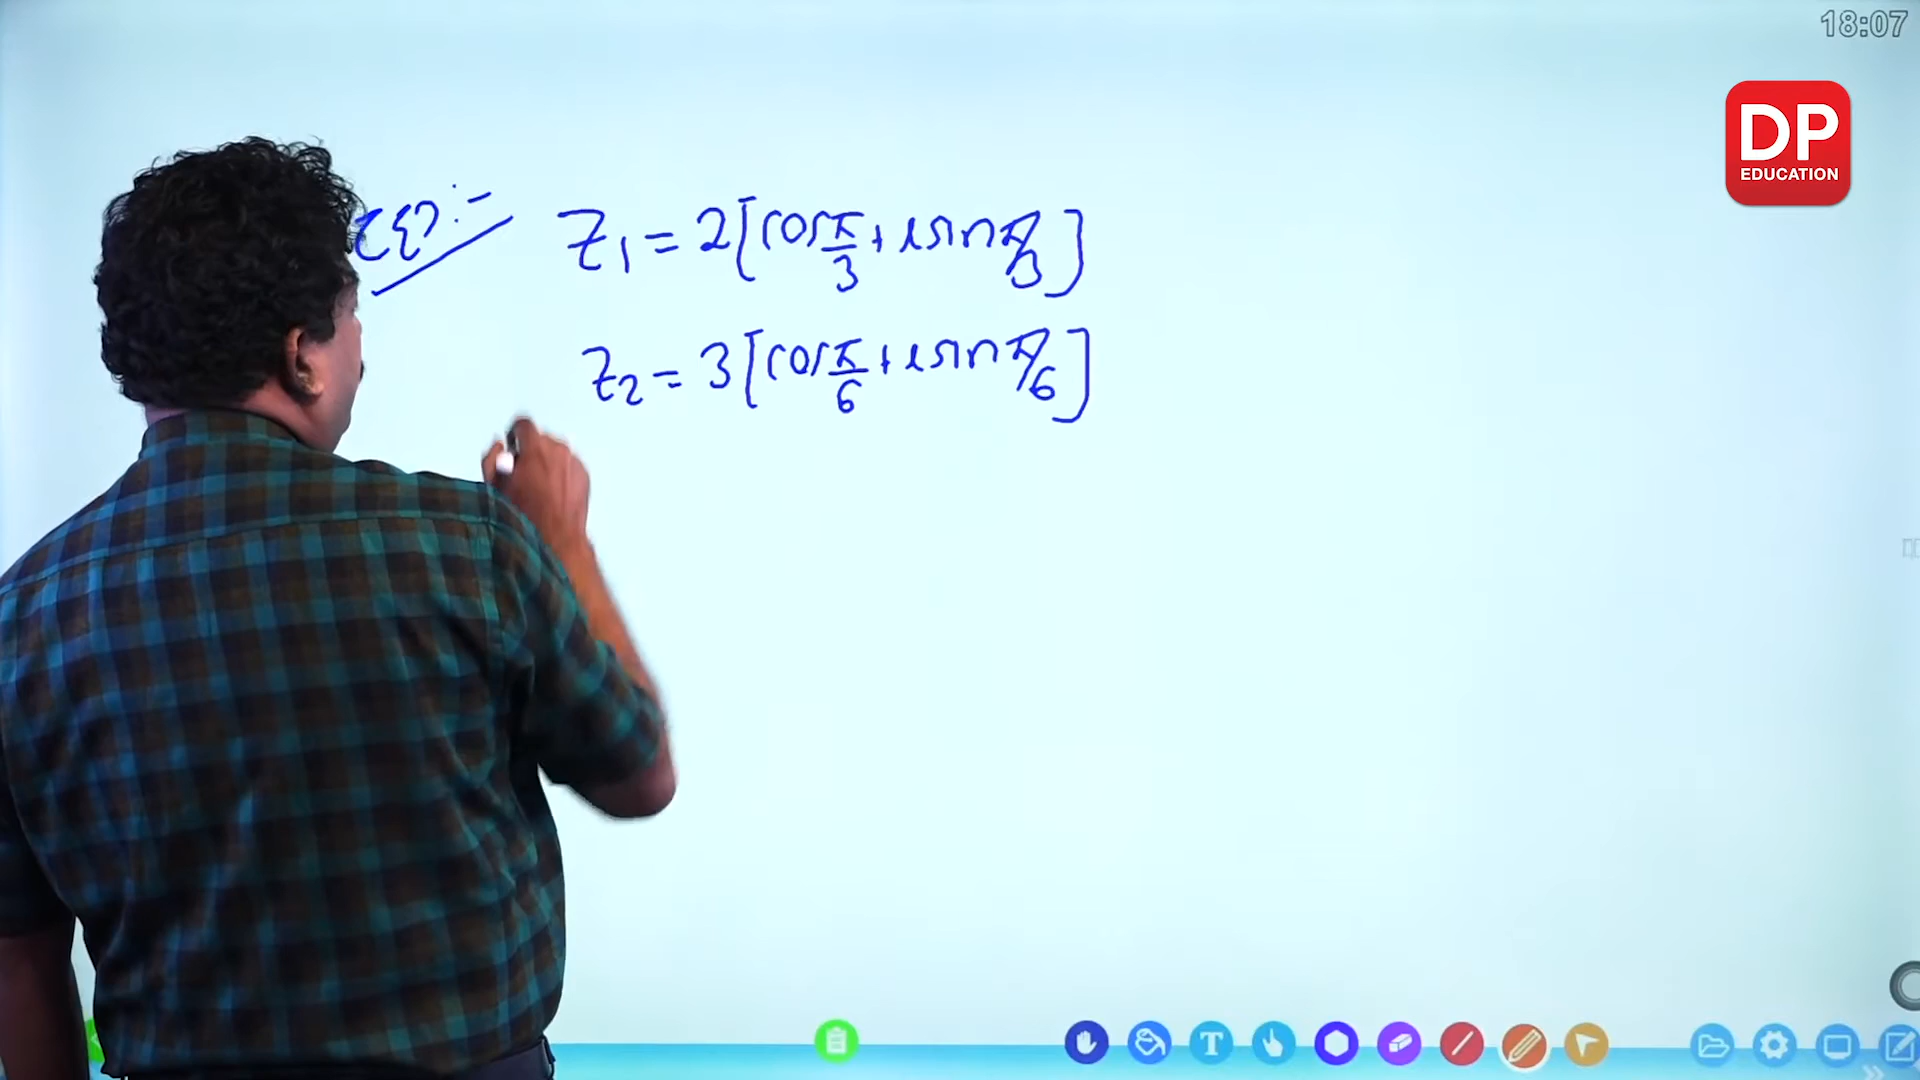 18:07
DP
EDUCATION
Z₁ = 2[cos π/3 + i sin π/3]
Z₂ = 3[cos π/6 + i sin π/6]
T